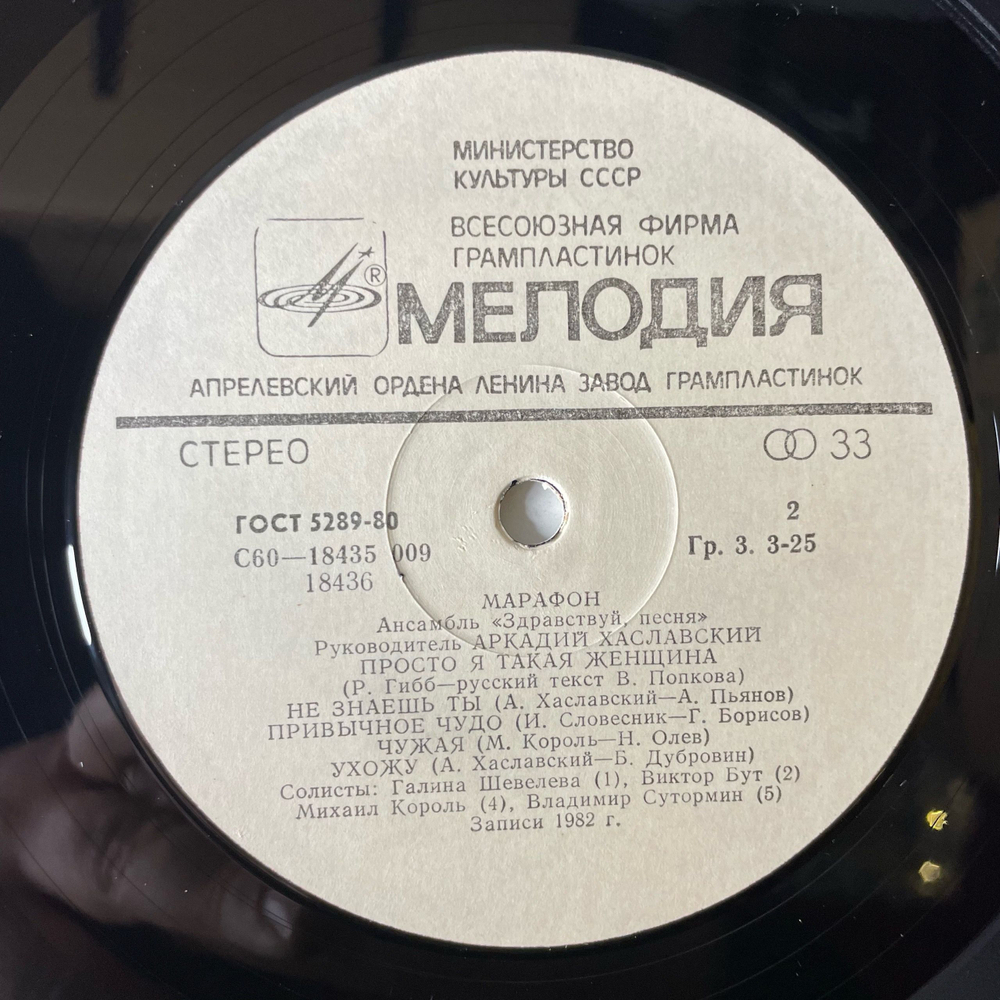 МИНИСТЕРСТВО
КУЛЬТУРЫ СССР
ВСЕСОЮЗНАЯ ФИРМА
ГРАМПЛАСТИНОК
® МЕЛОДИЯ
АПРЕЛЕВСКИЙ ОРДЕНА ЛЕНИНА ЗАВОД ГРАМПЛАСТИНОК
СТЕРЕО 33
ГОСТ 5289-80 2
С60—18435 009 Гр. 3. 3-25
18436
МАРАФОН
Ансамбль «Здравствуй, песня»
Руководитель АРКАДИЙ ХАСЛАВСКИЙ
ПРОСТО Я ТАКАЯ ЖЕНЩИНА
(Р. Гибб—русский текст В. Попкова)
НЕ ЗНАЕШЬ ТЫ (А. Хаславский—А. Пьянов)
ПРИВЫЧНОЕ ЧУДО (И. Словесник—Г. Борисов)
ЧУЖАЯ (М. Король—Н. Олев)
УХОЖУ (А. Хаславский—Б. Дубровин)
Солисты: Галина Шевелева (1), Виктор Бут (2)
Михаил Король (4), Владимир Сутормин (5)
Записи 1982 г.